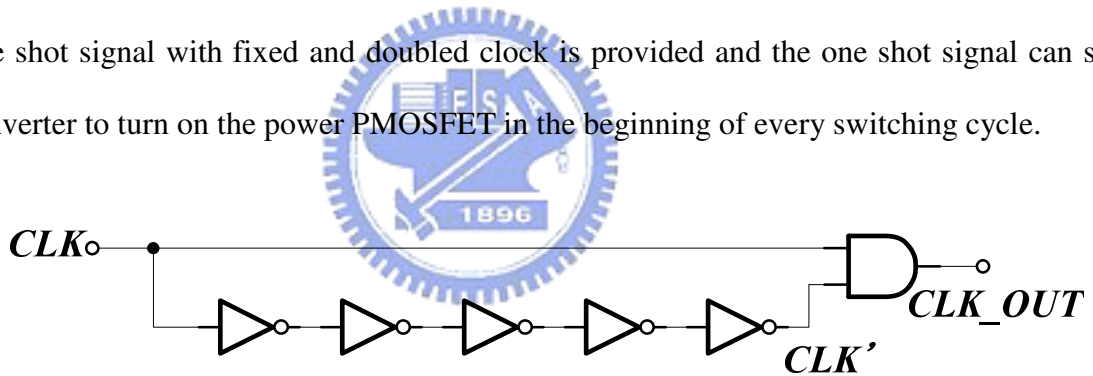 shot signal with fixed and doubled clock is provided and the one shot signal can
to turn on the power PMOSFET in the beginning of every switching cycle.
ES A
1896
CLK
CLK_OUT
CLK’